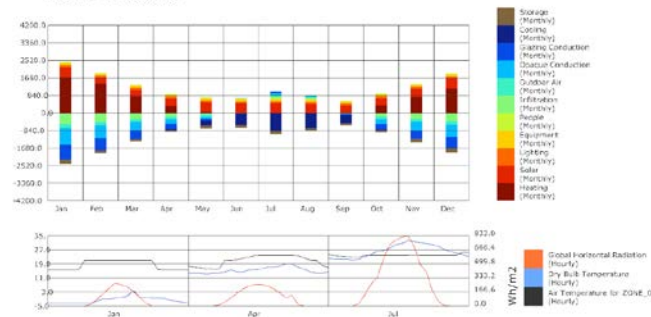 4260.0
3360.0
2520.0
1660.0
640.0
0.0
-840.0
-1680.0
-2520.0
-3360.0
-4200.0
Jan Feb Mar Apr May Jun Jul Aug Sep Oct Nov Dec
Storage
(Monthly)
Cooling
(Monthly)
Glazing Conduction
(Monthly)
Opaque Conduction
(Monthly)
Outdoor Air
(Monthly)
Infiltration
(Monthly)
People
(Monthly)
Equipment
(Monthly)
Lighting
(Monthly)
Solar
(Monthly)
Heating
(Monthly)
35.
27.0
19.0
11.0
3.0
-5.0
Jan Apr Jul
832.0
666.4
499.8
333.2
166.6
0.0
Wh/m2
Global Horizontal Radiation
(Hourly)
Dry Bulb Temperature
(Hourly)
Air Temperature for ZONE_0
(Hourly)